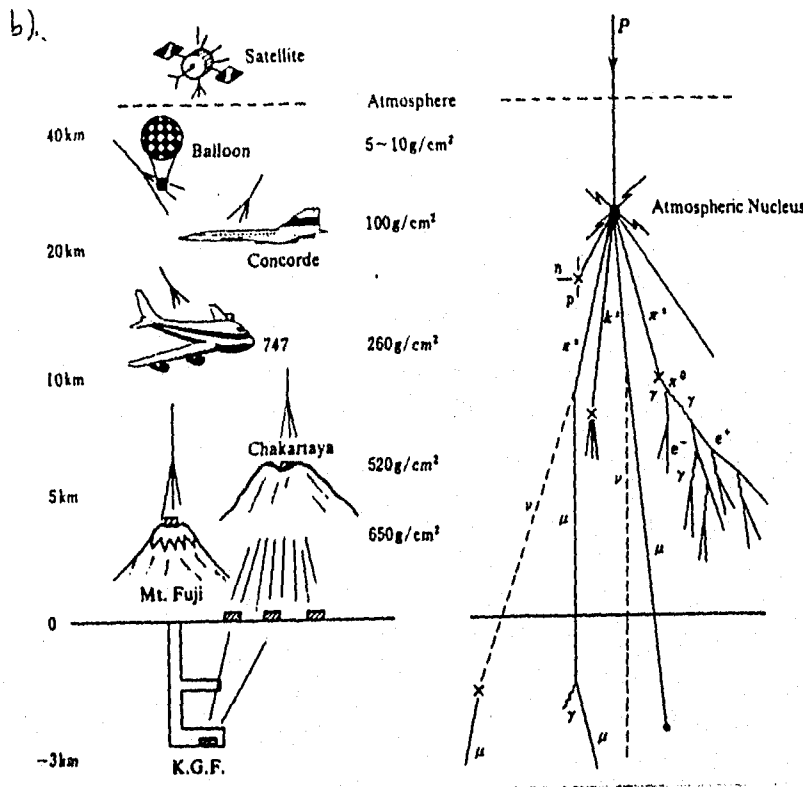 b).
Satellite
Atmosphere
40km
Balloon
5~10g/cm²
100g/cm²
20km
Concorde
747
260g/cm²
10km
Chakartaya
520g/cm²
5km
650g/cm²
Mt. Fuji
0
~3km
K.G.F.
P
Atmospheric Nucleus
n
p
π±
k±
π±
π⁰
γ
γ
e⁻
e⁺
γ
ν
μ
ν
μ
γ
μ
μ